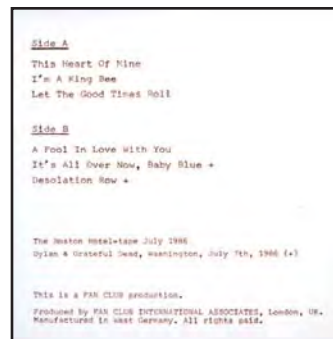 Side A
This Heart Of Mine
I'm A King Bee
Let The Good Times Roll
Side B
A Fool In Love With You
It's All Over Now, Baby Blue +
Desolation Row +
The Boston Hotel-tape July 1986
Dylan & Grateful Dead, Washington, July 7th, 1986 (+)
This is a FAN CLUB production.
Produced by FAN CLUB INTERNATIONAL ASSOCIATES, London, UK.
Manufactured in West Germany. All rights paid.